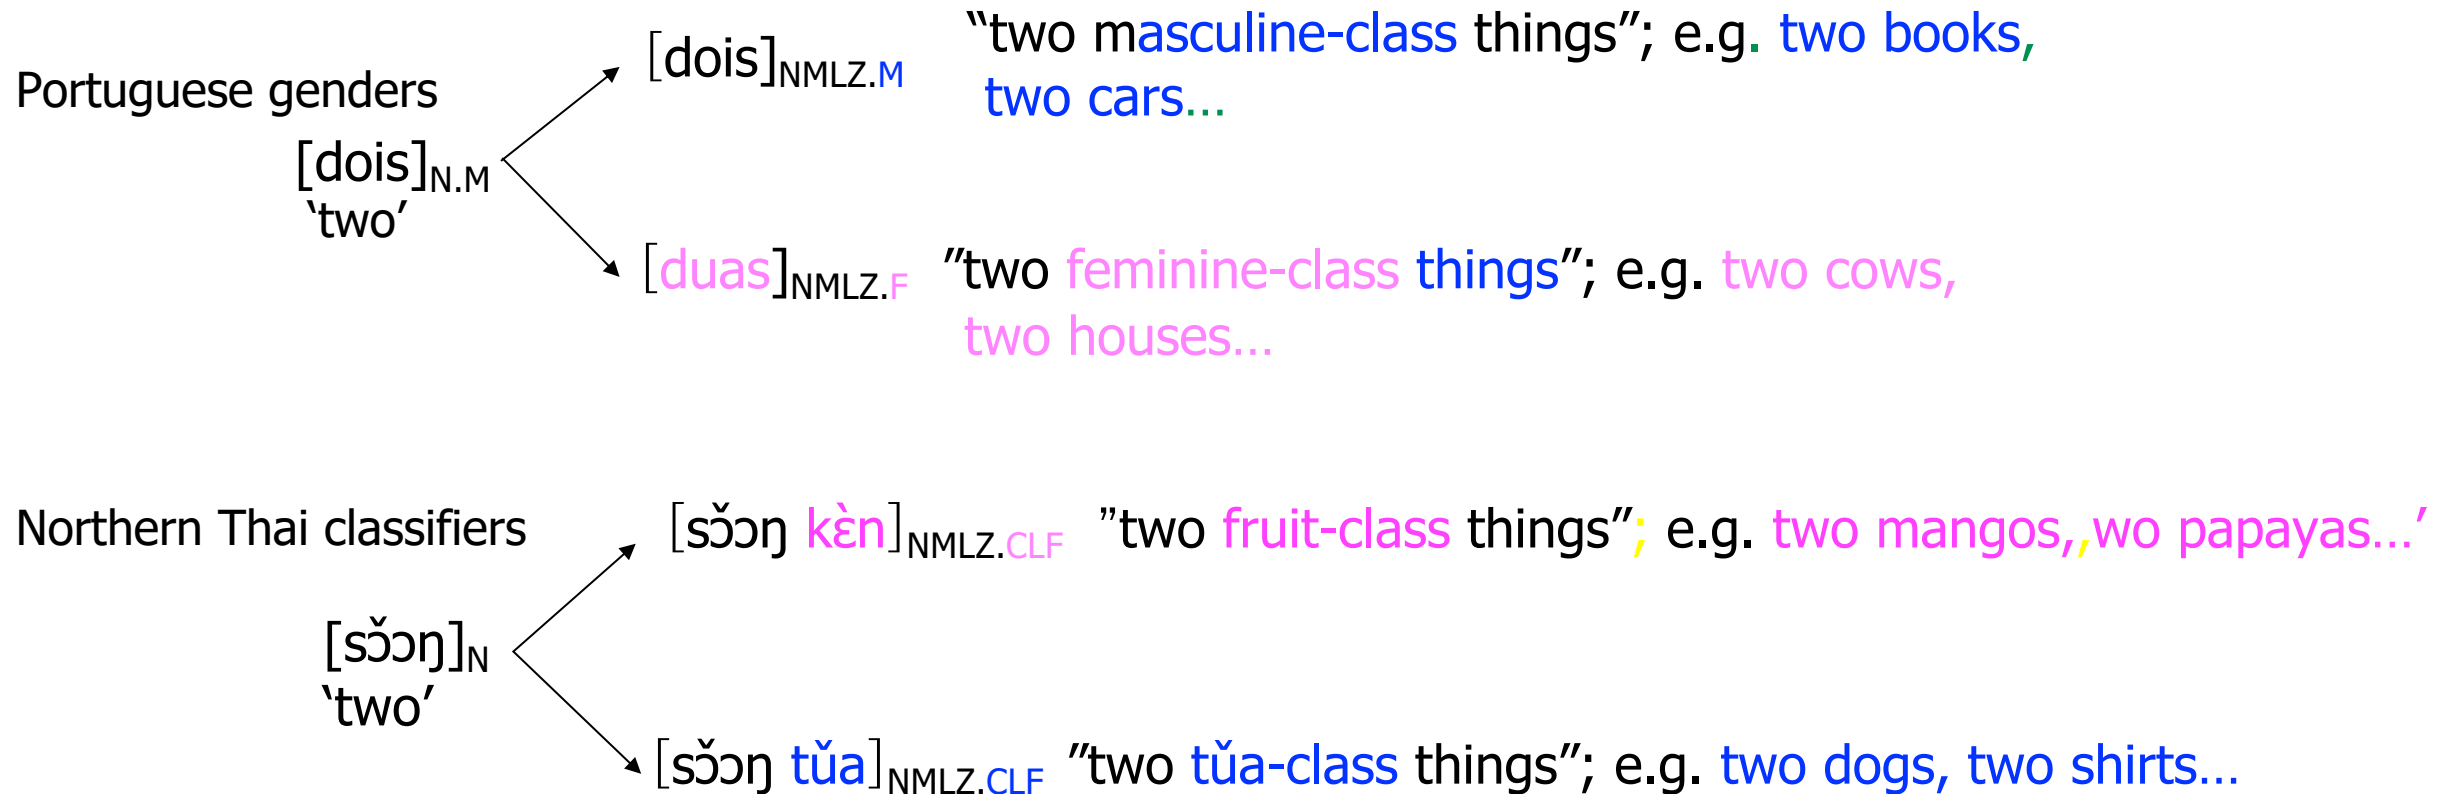 “two masculine-class things”; e.g. two books,
[dois]NMLZ.M
Portuguese genders
two cars…
[dois]N.M
‘two’
[duas]NMLZ.F ”two feminine-class things”; e.g. two cows,
two houses…
Northern Thai classifiers
[sɔ̌ɔŋ kɛ̀n]NMLZ.CLF ”two fruit-class things”; e.g. two mangos,,wo papayas…’
[sɔ̌ɔŋ]N
‘two’
[sɔ̌ɔŋ tǔa]NMLZ.CLF ”two tǔa-class things”; e.g. two dogs, two shirts…